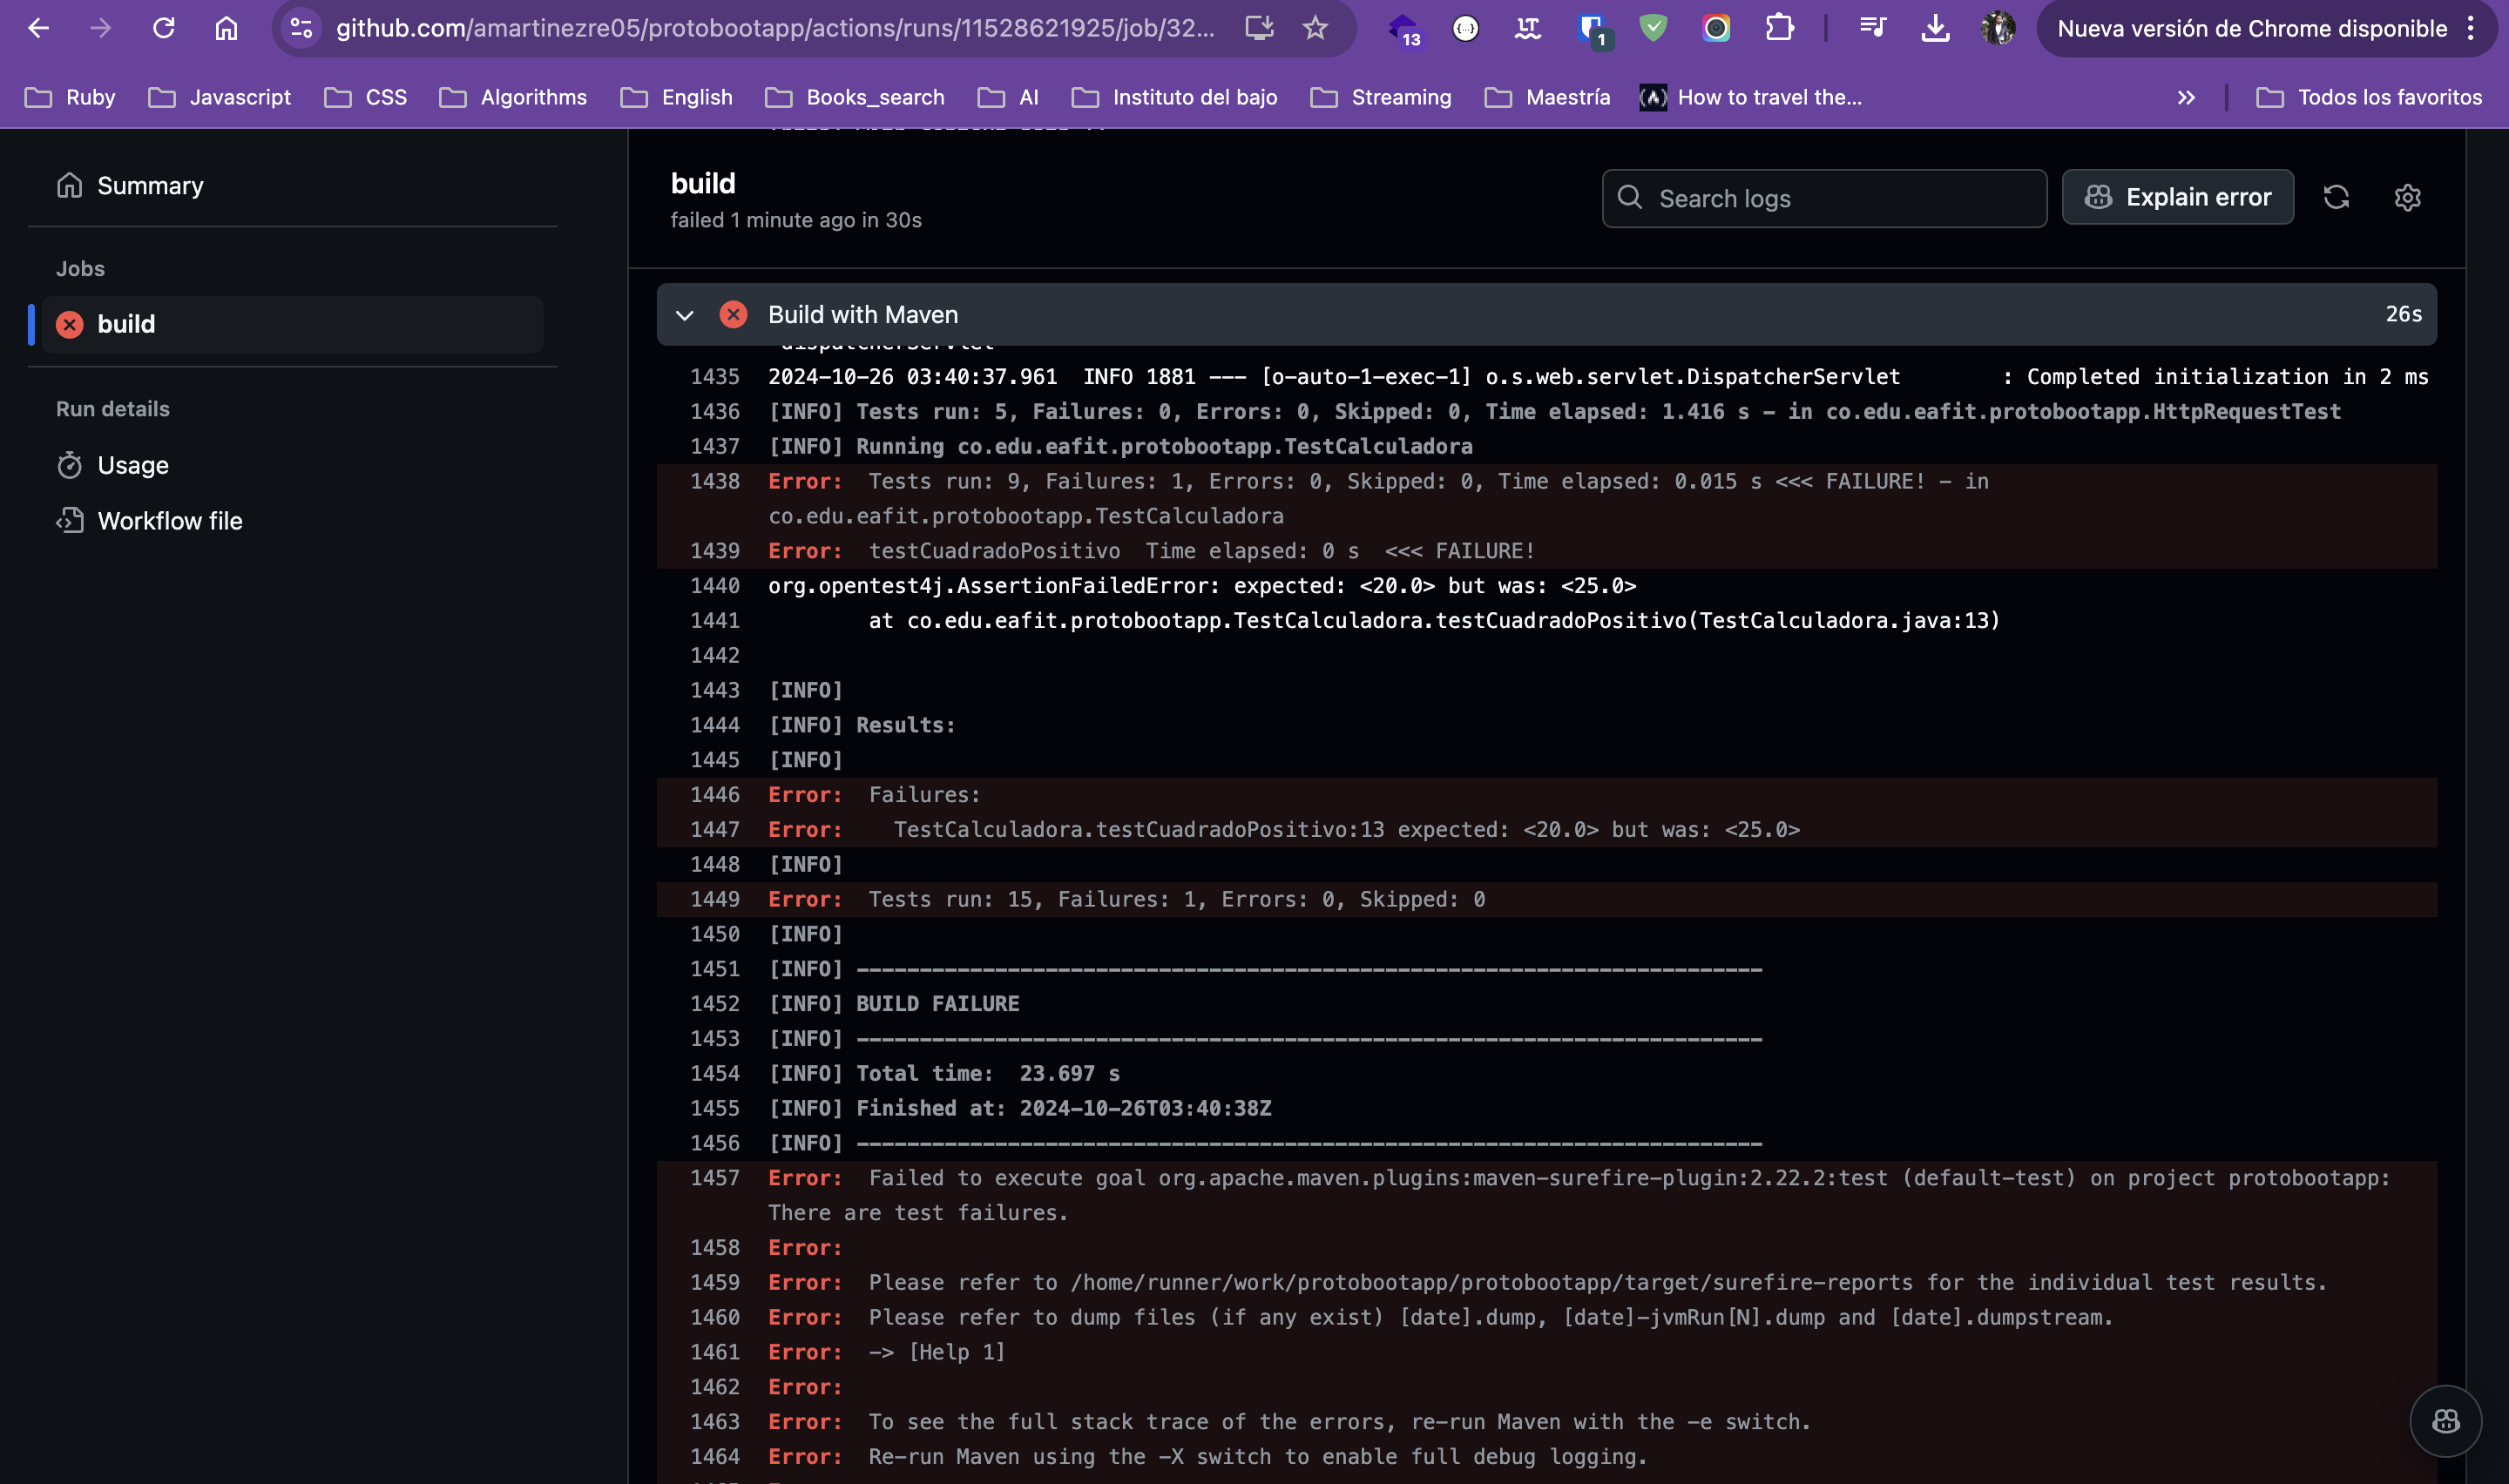 github.com/amartinezre05/protobootapp/actions/runs/11528621925/job/32...
13
1
Nueva versión de Chrome disponible
Ruby
Javascript
CSS
Algorithms
English
Books_search
AI
Instituto del bajo
Streaming
Maestría
How to travel the...
Todos los favoritos
Summary
Jobs
build
Run details
Usage
Workflow file
build
failed 1 minute ago in 30s
Search logs
Explain error
Build with Maven
26s
dispatcherServlet
1435 2024-10-26 03:40:37.961  INFO 1881 --- [o-auto-1-exec-1] o.s.web.servlet.DispatcherServlet        : Completed initialization in 2 ms
1436 [INFO] Tests run: 5, Failures: 0, Errors: 0, Skipped: 0, Time elapsed: 1.416 s - in co.edu.eafit.protobootapp.HttpRequestTest
1437 [INFO] Running co.edu.eafit.protobootapp.TestCalculadora
1438 Error:  Tests run: 9, Failures: 1, Errors: 0, Skipped: 0, Time elapsed: 0.015 s <<< FAILURE! - in
co.edu.eafit.protobootapp.TestCalculadora
1439 Error:  testCuadradoPositivo  Time elapsed: 0 s  <<< FAILURE!
1440 org.opentest4j.AssertionFailedError: expected: <20.0> but was: <25.0>
1441 at co.edu.eafit.protobootapp.TestCalculadora.testCuadradoPositivo(TestCalculadora.java:13)
1442
1443 [INFO]
1444 [INFO] Results:
1445 [INFO]
1446 Error:  Failures:
1447 Error:    TestCalculadora.testCuadradoPositivo:13 expected: <20.0> but was: <25.0>
1448 [INFO]
1449 Error:  Tests run: 15, Failures: 1, Errors: 0, Skipped: 0
1450 [INFO]
1451 [INFO] ------------------------------------------------------------------------
1452 [INFO] BUILD FAILURE
1453 [INFO] ------------------------------------------------------------------------
1454 [INFO] Total time:  23.697 s
1455 [INFO] Finished at: 2024-10-26T03:40:38Z
1456 [INFO] ------------------------------------------------------------------------
1457 Error:  Failed to execute goal org.apache.maven.plugins:maven-surefire-plugin:2.22.2:test (default-test) on project protobootapp:
There are test failures.
1458 Error:
1459 Error:  Please refer to /home/runner/work/protobootapp/protobootapp/target/surefire-reports for the individual test results.
1460 Error:  Please refer to dump files (if any exist) [date].dump, [date]-jvmRun[N].dump and [date].dumpstream.
1461 Error:  -> [Help 1]
1462 Error:
1463 Error:  To see the full stack trace of the errors, re-run Maven with the -e switch.
1464 Error:  Re-run Maven using the -X switch to enable full debug logging.